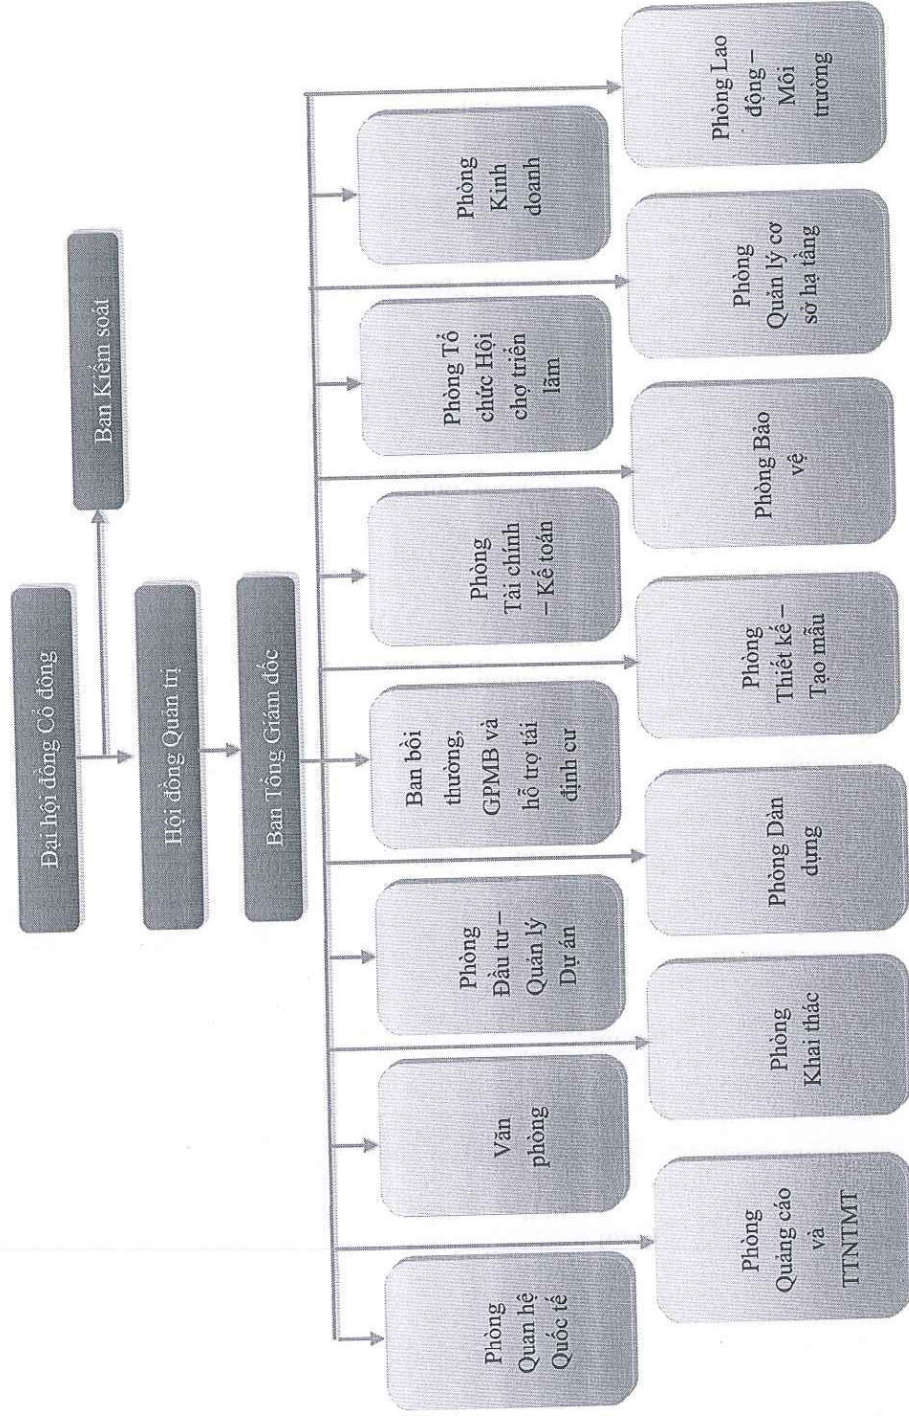 Đại hội đồng Cổ đông
Ban Kiểm soát
Hội đồng Quản trị
Ban Tổng Giám đốc
Phòng
Quan hệ
Quốc tế
Văn
phòng
Phòng
Đầu tư –
Quản lý
Dự án
Ban bồi
thường,
GPMB và
hỗ trợ tái
định cư
Phòng
Tài chính
– Kế toán
Phòng Tổ
chức Hội
chợ triển
lãm
Phòng
Kinh
doanh
Phòng
Quảng cáo
và
TTNTMT
Phòng
Khai thác
Phòng Dàn
dựng
Phòng
Thiết kế –
Tạo mẫu
Phòng Bảo
vệ
Phòng
Quản lý cơ
sở hạ tầng
Phòng Lao
động –
Môi
trường